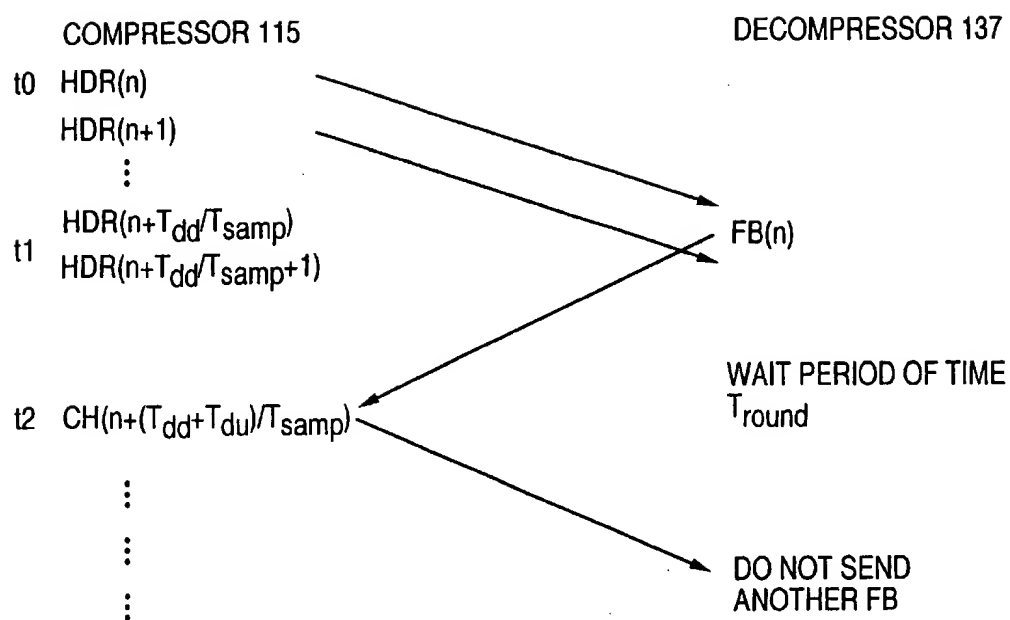 COMPRESSOR 115
DECOMPRESSOR 137
t0 HDR(n)
HDR(n+1)
HDR(n+Tdd/Tsamp)
t1
HDR(n+Tdd/Tsamp+1)
FB(n)
WAIT PERIOD OF TIME
Tround
t2 CH(n+(Tdd+Tdu)/Tsamp)
DO NOT SEND
ANOTHER FB